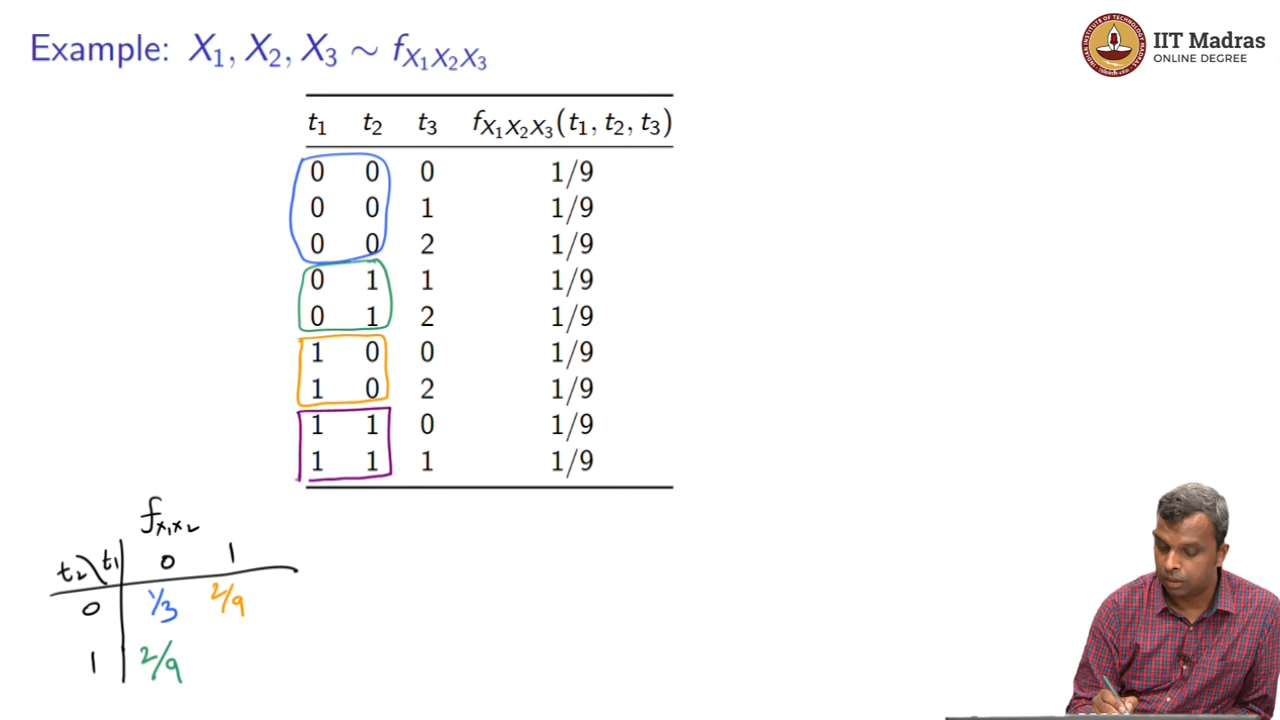 Example: X₁, X₂, X₃ ∼ fX₁X₂X₃
IIT Madras
ONLINE DEGREE
t₁ t₂ t₃ fX₁X₂X₃(t₁, t₂, t₃)
0 0 0 1/9
0 0 1 1/9
0 0 2 1/9
0 1 1 1/9
0 1 2 1/9
1 0 0 1/9
1 0 2 1/9
1 1 0 1/9
1 1 1 1/9
fx₁x₂
t₂\t₁ 0 1
0 1/3 2/9
1 2/9